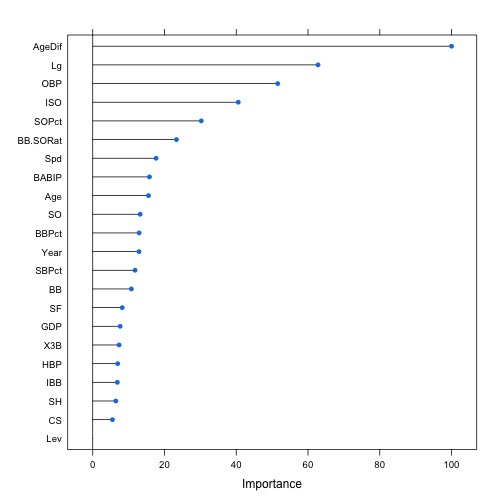 AgeDif
Lg
OBP
ISO
SOPct
BB.SORat
Spd
BABIP
Age
SO
BBPct
Year
SBPct
BB
SF
GDP
X3B
HBP
IBB
SH
CS
Lev
0 20 40 60 80 100
Importance